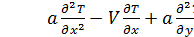 a ∂²T/∂x² − V ∂T/∂x + a ∂²/∂y